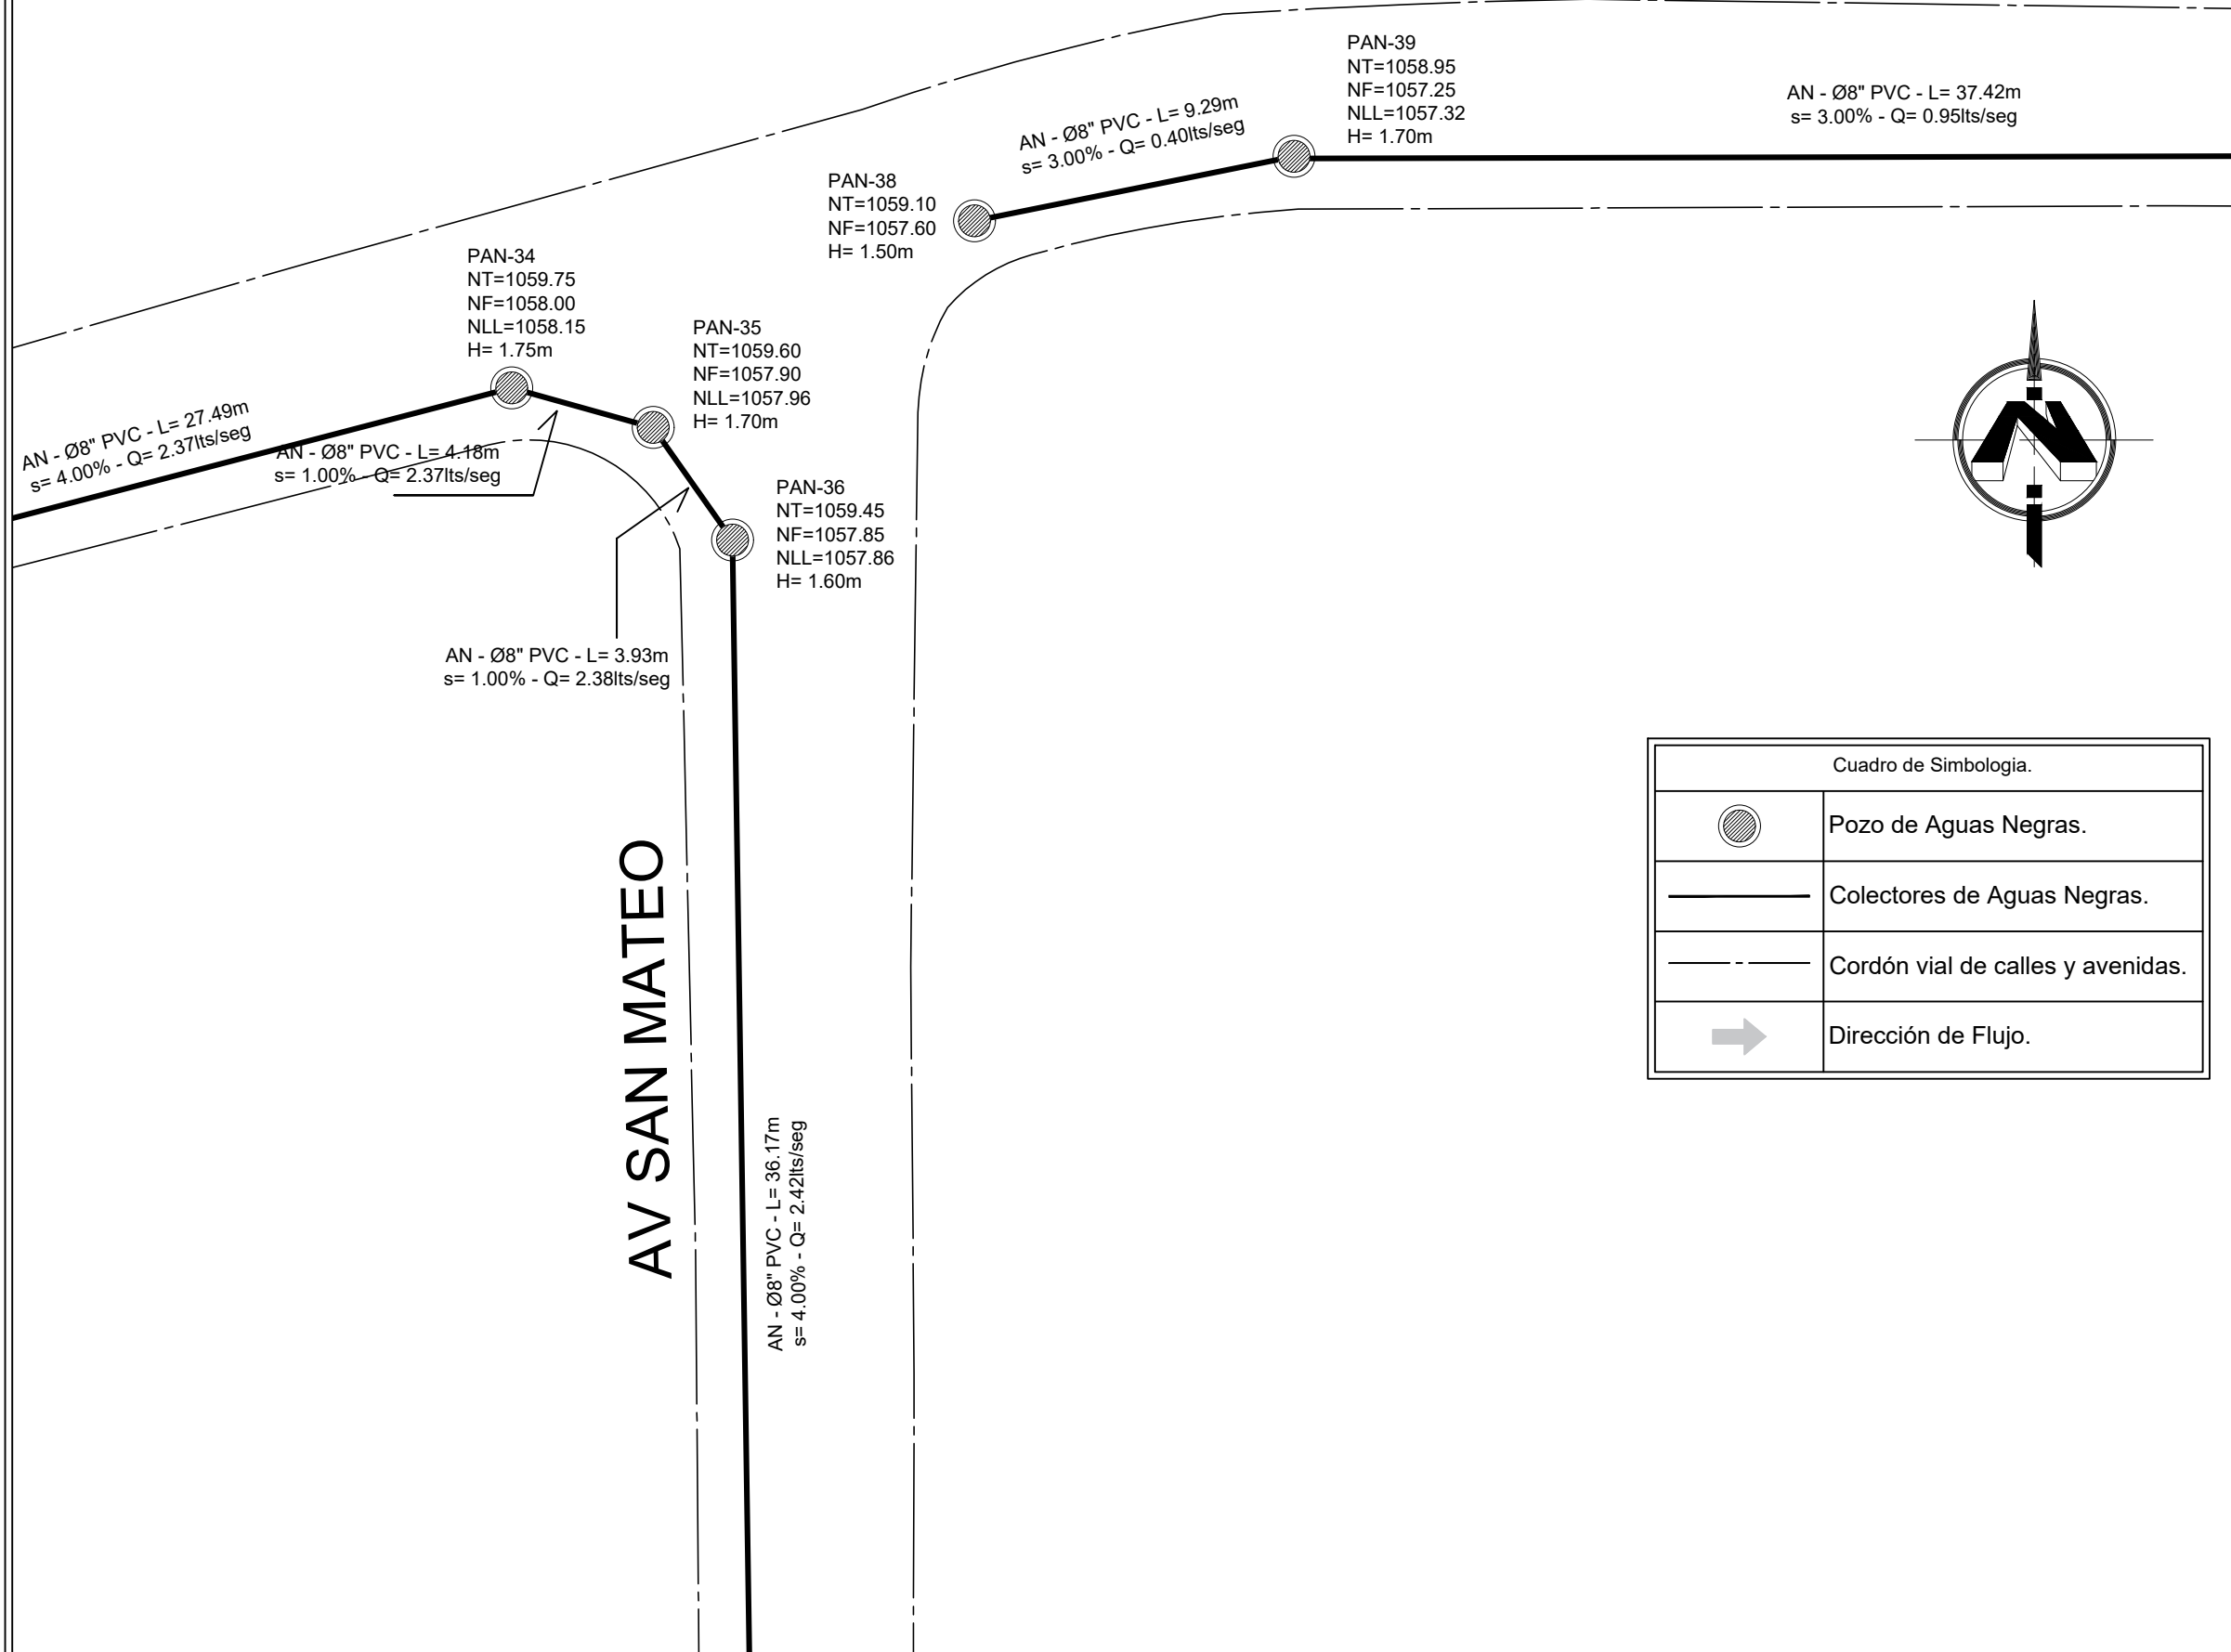 PAN-39
NT=1058.95
NF=1057.25
NLL=1057.32
H= 1.70m
AN - Ø8" PVC - L= 37.42m
s= 3.00% - Q= 0.95lts/seg
AN - Ø8" PVC - L= 9.29m
s= 3.00% - Q= 0.40lts/seg
PAN-38
NT=1059.10
NF=1057.60
H= 1.50m
PAN-34
NT=1059.75
NF=1058.00
NLL=1058.15
H= 1.75m
PAN-35
NT=1059.60
NF=1057.90
NLL=1057.96
H= 1.70m
AN - Ø8" PVC - L= 27.49m
s= 4.00% - Q= 2.37lts/seg
AN - Ø8" PVC - L= 4.18m
s= 1.00% - Q= 2.37lts/seg
PAN-36
NT=1059.45
NF=1057.85
NLL=1057.86
H= 1.60m
AN - Ø8" PVC - L= 3.93m
s= 1.00% - Q= 2.38lts/seg
N
AV SAN MATEO
AN - Ø8" PVC - L= 36.17m
s= 4.00% - Q= 2.42lts/seg
Cuadro de Simbologia.
Pozo de Aguas Negras.
Colectores de Aguas Negras.
Cordón vial de calles y avenidas.
Dirección de Flujo.